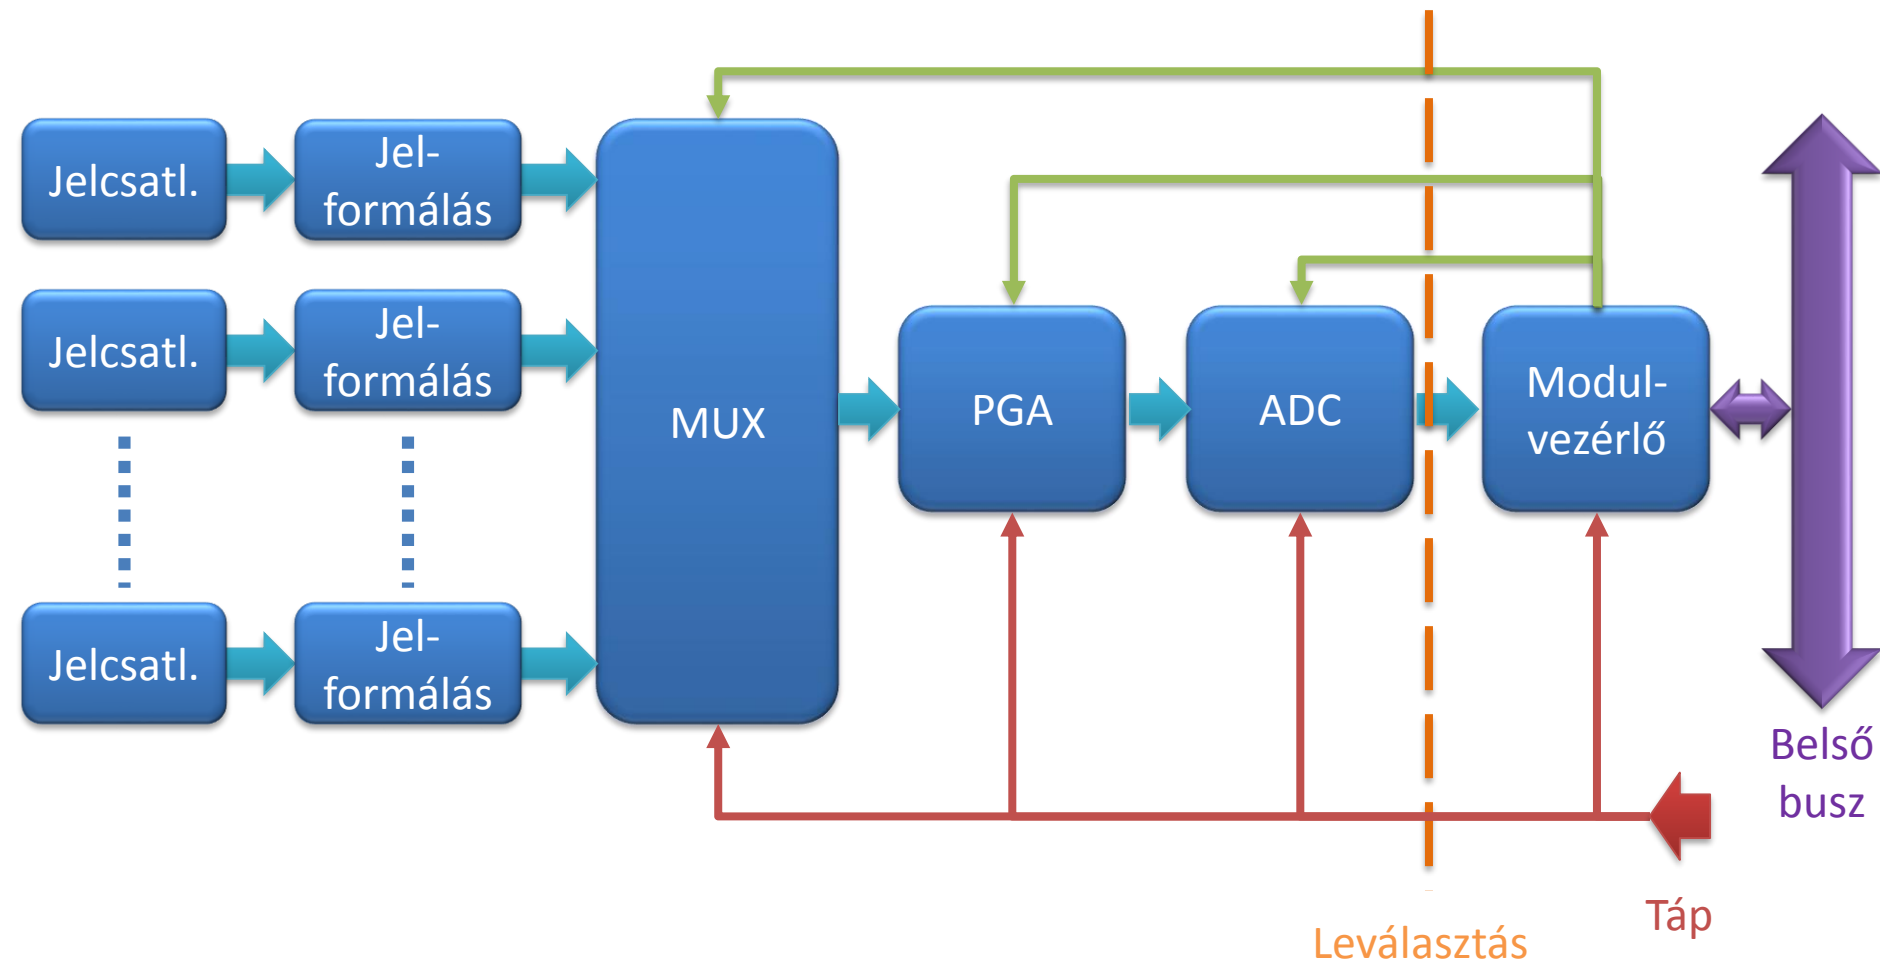 Jelcsatl.
Jel-
formálás
Jelcsatl.
Jel-
formálás
Jelcsatl.
Jel-
formálás
MUX
PGA
ADC
Modul-
vezérlő
Belső
busz
Táp
Leválasztás